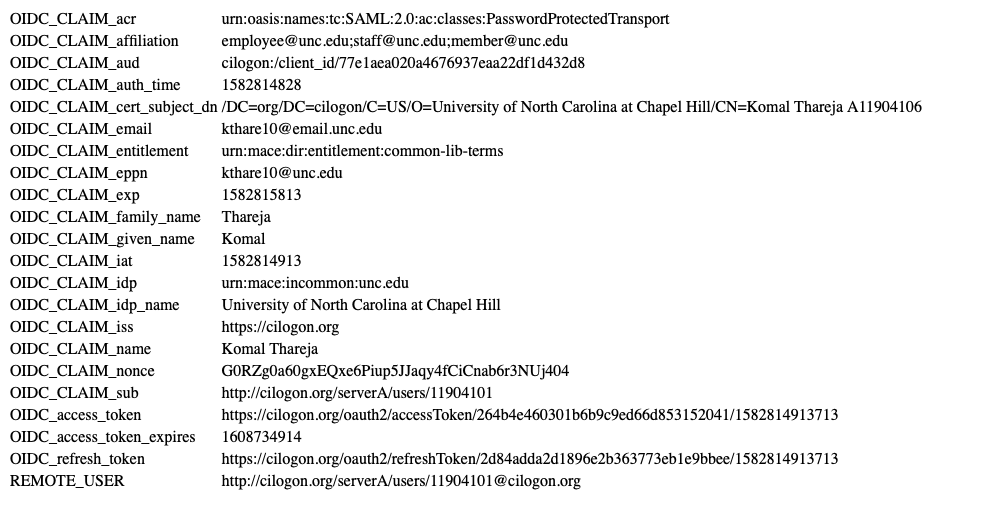 OIDC_CLAIM_acr urn:oasis:names:tc:SAML:2.0:ac:classes:PasswordProtectedTransport
OIDC_CLAIM_affiliation employee@unc.edu;staff@unc.edu;member@unc.edu
OIDC_CLAIM_aud cilogon:/client_id/77e1aea020a4676937eaa22df1d432d8
OIDC_CLAIM_auth_time 1582814828
OIDC_CLAIM_cert_subject_dn /DC=org/DC=cilogon/C=US/O=University of North Carolina at Chapel Hill/CN=Komal Thareja A11904106
OIDC_CLAIM_email kthare10@email.unc.edu
OIDC_CLAIM_entitlement urn:mace:dir:entitlement:common-lib-terms
OIDC_CLAIM_eppn kthare10@unc.edu
OIDC_CLAIM_exp 1582815813
OIDC_CLAIM_family_name Thareja
OIDC_CLAIM_given_name Komal
OIDC_CLAIM_iat 1582814913
OIDC_CLAIM_idp urn:mace:incommon:unc.edu
OIDC_CLAIM_idp_name University of North Carolina at Chapel Hill
OIDC_CLAIM_iss https://cilogon.org
OIDC_CLAIM_name Komal Thareja
OIDC_CLAIM_nonce G0RZg0a60gxEQxe6Piup5JJaqy4fCiCnab6r3NUj404
OIDC_CLAIM_sub http://cilogon.org/serverA/users/11904101
OIDC_access_token https://cilogon.org/oauth2/accessToken/264b4e460301b6b9c9ed66d853152041/1582814913713
OIDC_access_token_expires 1608734914
OIDC_refresh_token https://cilogon.org/oauth2/refreshToken/2d84adda2d1896e2b363773eb1e9bbee/1582814913713
REMOTE_USER http://cilogon.org/serverA/users/11904101@cilogon.org